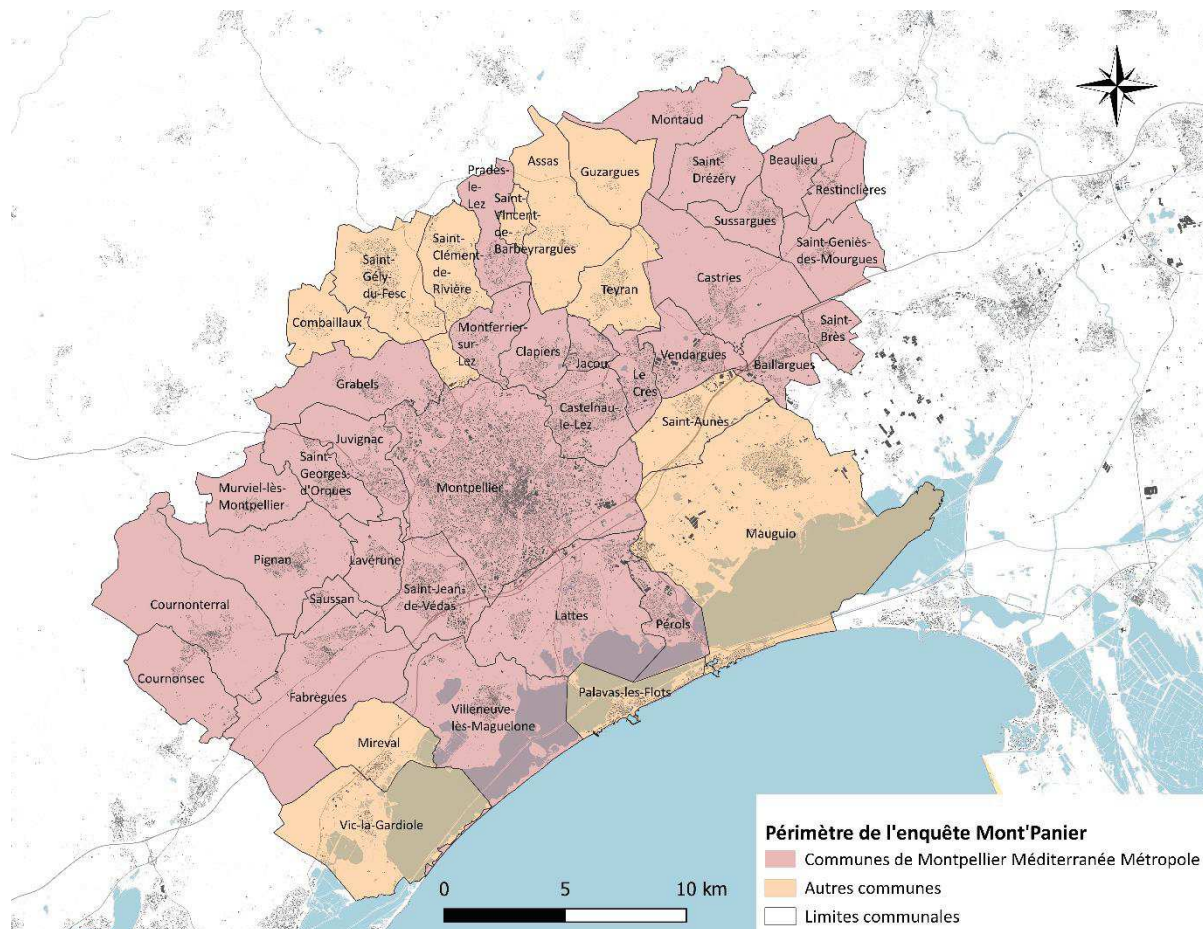 Montaud
Assas
Guzargues
Saint-
Drézéry
Beaulieu
Restinclières
Pradès-
le-
Lez
Saint-
Vincent-
de-
Barbeyrargues
Sussargues
Saint-Geniès-
des-Mourgues
Saint-
Gély-
du-Fesc
Saint-
Clément-
de-
Rivière
Castries
Teyran
Combaillaux
Montferrier-
sur-
Lez
Clapiers
Jacou
Le
Crès
Vendargues
Saint-
Brès
Baillargues
Grabels
Castelnau-
le-Lez
Saint-Aunès
Juvignac
Saint-
Georges-
d'Orques
Murviel-lès-
Montpellier
Montpellier
Mauguio
Pignan
Lavérune
Saint-Jean-
de-Védas
Saussan
Cournonterral
Lattes
Pérols
Cournonsec
Fabrègues
Villeneuve-
lès-Maguelone
Palavas-les-Flots
Mireval
Vic-la-Gardiole
0 5 10 km
Périmètre de l'enquête Mont'Panier
Communes de Montpellier Méditerranée Métropole
Autres communes
Limites communales